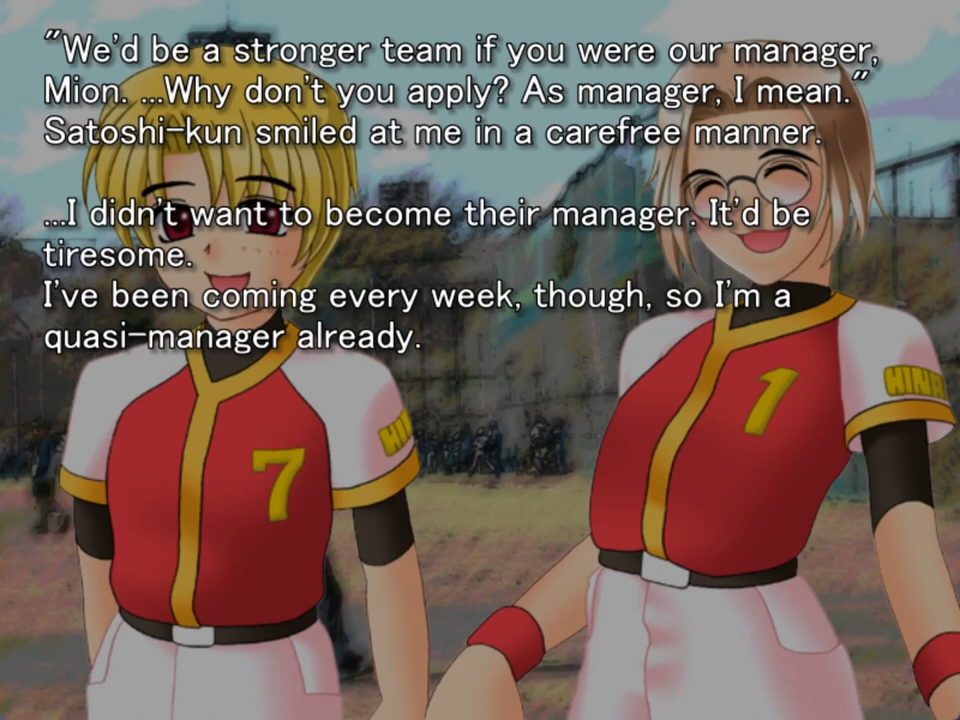 "We'd be a stronger team if you were our manager,
Mion. ...Why don't you apply? As manager, I mean."
Satoshi-kun smiled at me in a carefree manner.
...I didn't want to become their manager. It'd be
tiresome.
I've been coming every week, though, so I'm a
quasi-manager already.
7
1